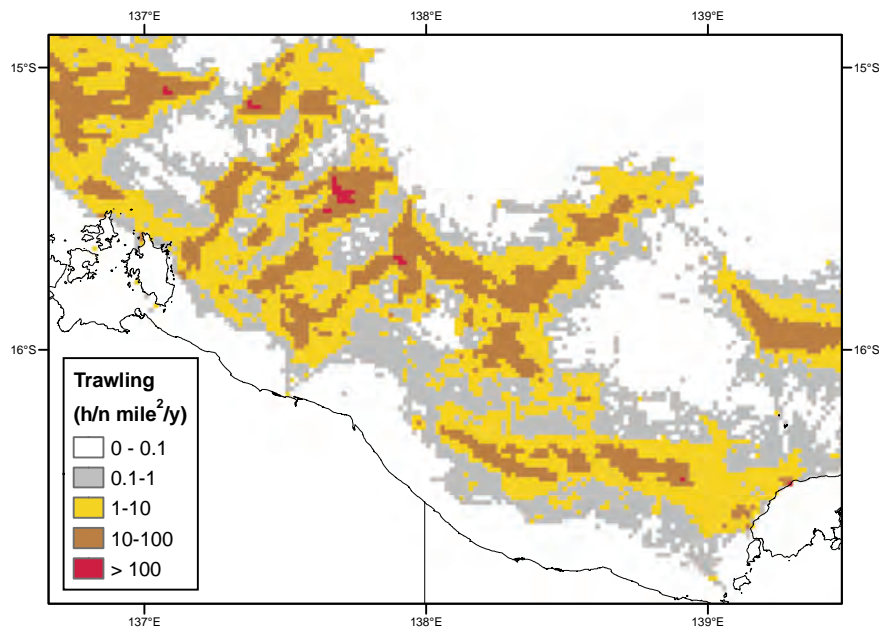 137°E 138°E 139°E
15°S 15°S
16°S 16°S
Trawling
(h/n mile²/y)
0 - 0.1
0.1-1
1-10
10-100
> 100
137°E 138°E 139°E